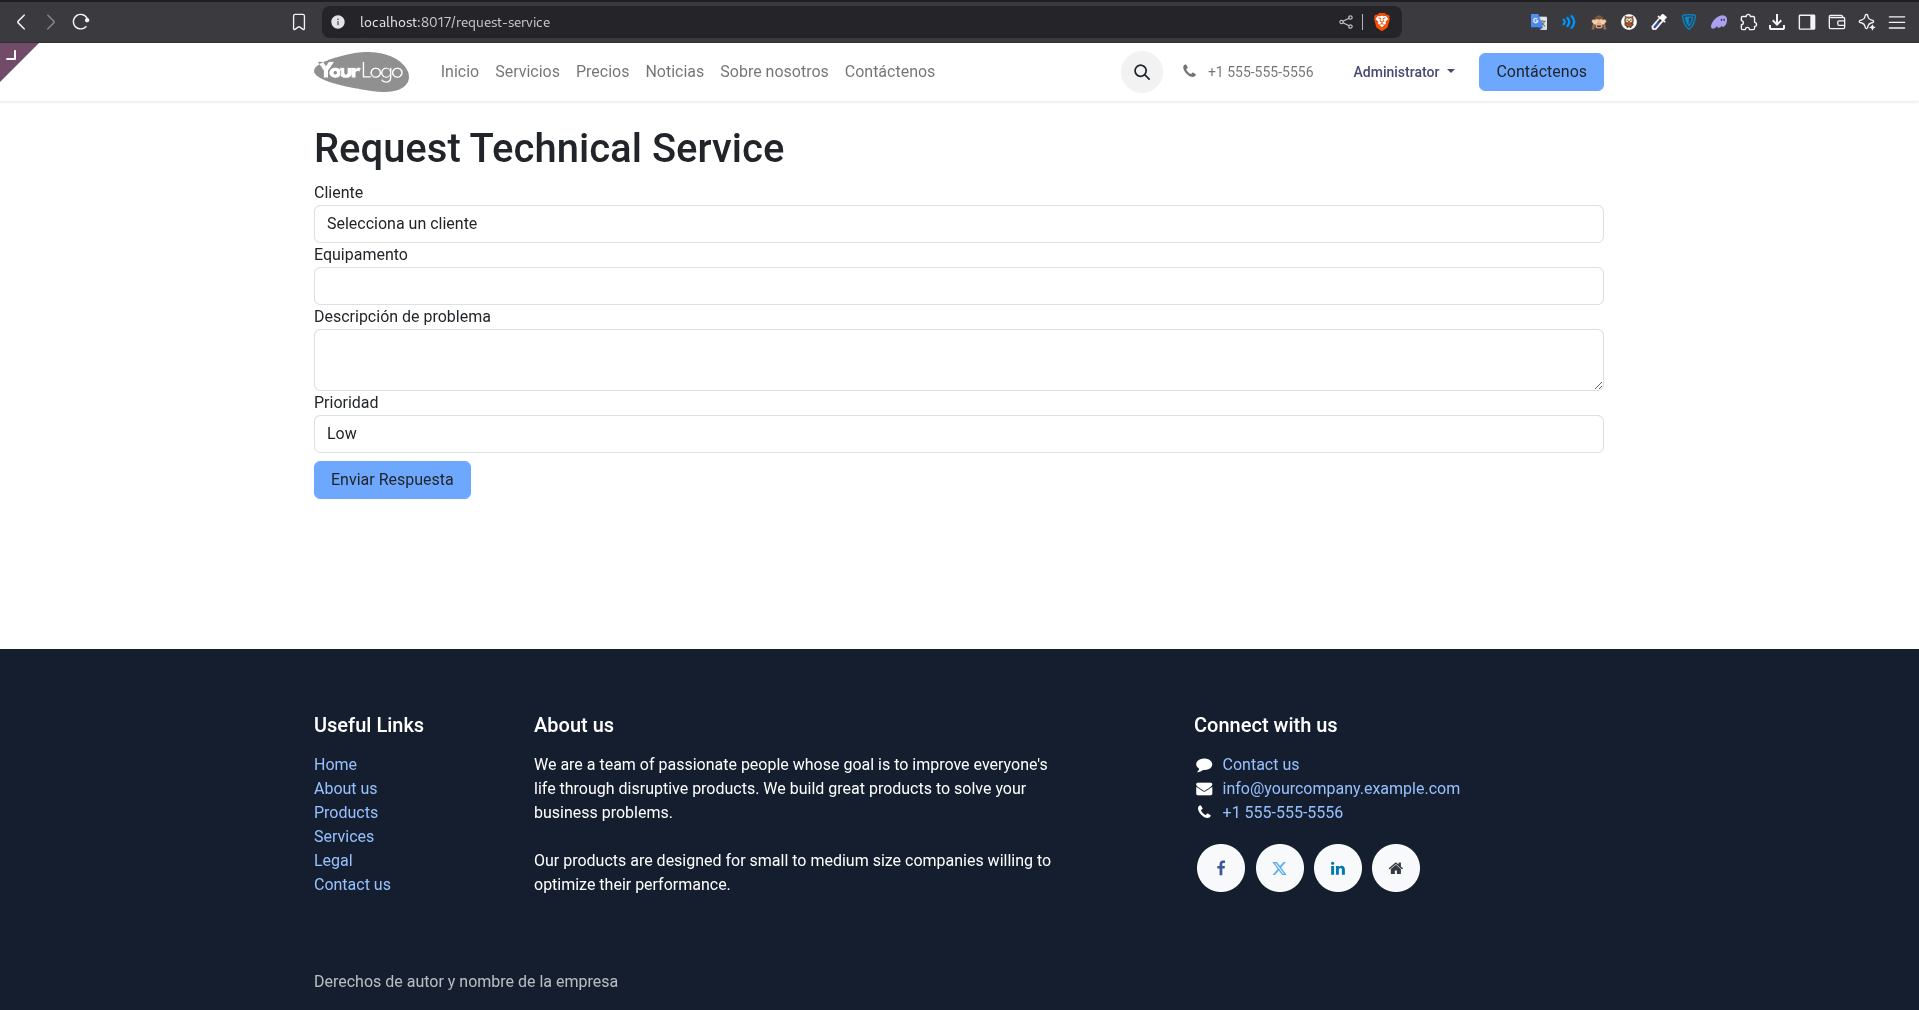 localhost:8017/request-service
YourLogo
Inicio Servicios Precios Noticias Sobre nosotros Contáctenos
+1 555-555-5556
Administrator
Contáctenos
Request Technical Service
Cliente
Selecciona un cliente
Equipamento
Descripción de problema
Prioridad
Low
Enviar Respuesta
Useful Links
Home
About us
Products
Services
Legal
Contact us
About us
We are a team of passionate people whose goal is to improve everyone's
life through disruptive products. We build great products to solve your
business problems.
Our products are designed for small to medium size companies willing to
optimize their performance.
Connect with us
Contact us
info@yourcompany.example.com
+1 555-555-5556
Derechos de autor y nombre de la empresa